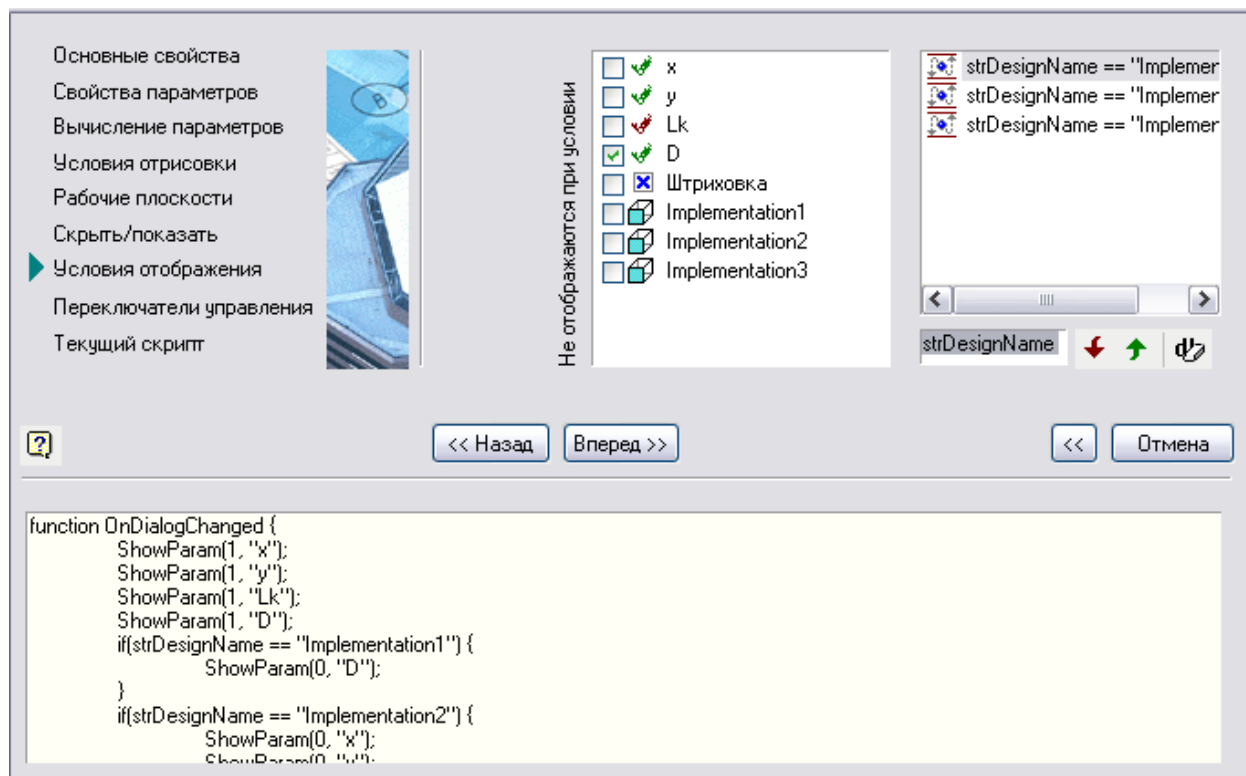 Основные свойства
Свойства параметров
Вычисление параметров
Условия отрисовки
Рабочие плоскости
Скрыть/показать
Условия отображения
Переключатели управления
Текущий скрипт
B
Не отображаются при условии
x
y
Lk
D
Штриховка
Implementation1
Implementation2
Implementation3
strDesignName == "Implemer
strDesignName == "Implemer
strDesignName == "Implemer
strDesignName
<< Назад
Вперед >>
<<
Отмена
function OnDialogChanged {
ShowParam(1, "x");
ShowParam(1, "y");
ShowParam(1, "Lk");
ShowParam(1, "D");
if(strDesignName == "Implementation1") {
ShowParam(0, "D");
}
if(strDesignName == "Implementation2") {
ShowParam(0, "x");
ShowParam(0, "y");